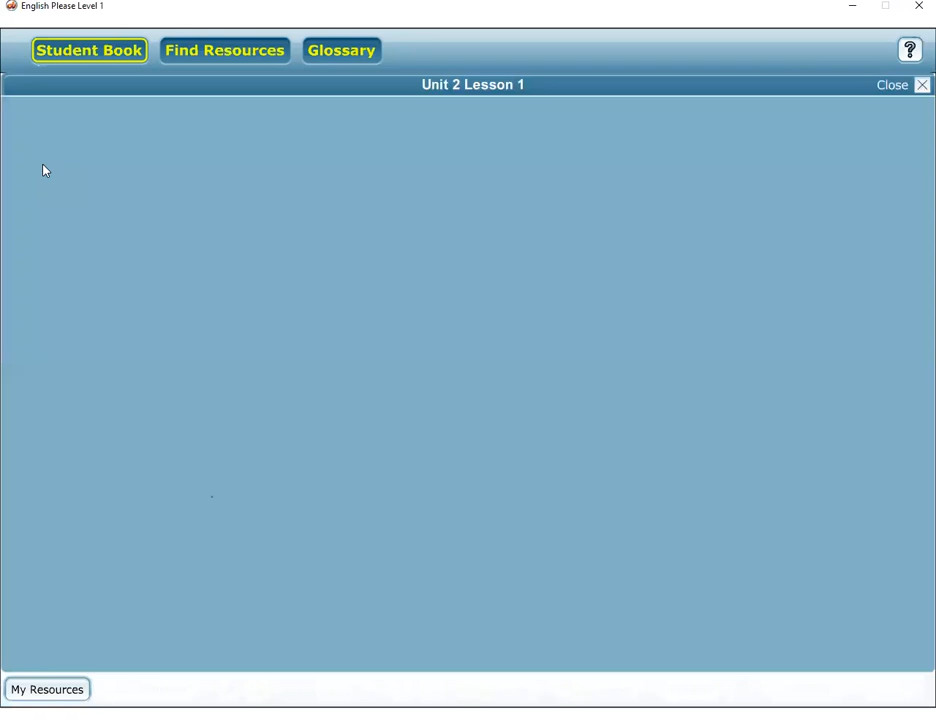 English Please Level 1
Student Book Find Resources Glossary ?
Unit 2 Lesson 1 Close
My Resources